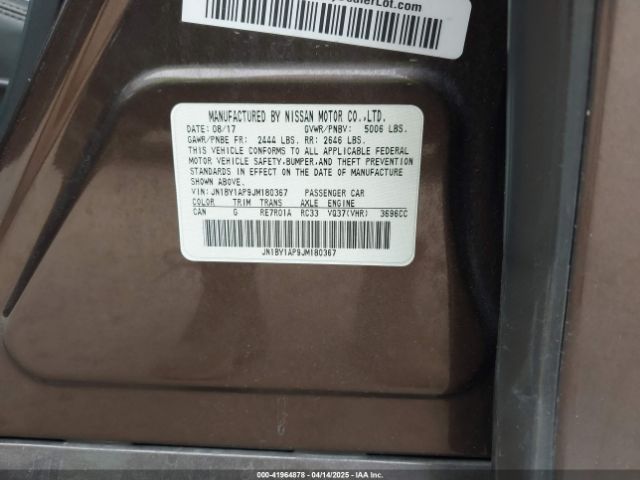 DealerLot.com
MANUFACTURED BY NISSAN MOTOR CO.,LTD.
DATE: 08/17 GVWR/PNBV: 5006 LBS.
GAWR/PNBE FR: 2444 LBS. RR: 2646 LBS.
THIS VEHICLE CONFORMS TO ALL APPLICABLE FEDERAL
MOTOR VEHICLE SAFETY,BUMPER,AND THEFT PREVENTION
STANDARDS IN EFFECT ON THE DATE OF MANUFACTURE
SHOWN ABOVE.
VIN: JN1BY1AP9JM180367 PASSENGER CAR
COLOR TRIM TRANS AXLE ENGINE
CAN G RE7R01A RC33 VQ37(VHR) 3696CC
JN1BY1AP9JM180367
000-41964878 04/14/2025 Copyright IAA, LLC